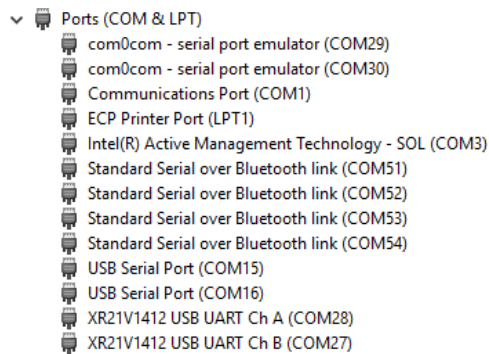 Ports (COM & LPT)
com0com - serial port emulator (COM29)
com0com - serial port emulator (COM30)
Communications Port (COM1)
ECP Printer Port (LPT1)
Intel(R) Active Management Technology - SOL (COM3)
Standard Serial over Bluetooth link (COM51)
Standard Serial over Bluetooth link (COM52)
Standard Serial over Bluetooth link (COM53)
Standard Serial over Bluetooth link (COM54)
USB Serial Port (COM15)
USB Serial Port (COM16)
XR21V1412 USB UART Ch A (COM28)
XR21V1412 USB UART Ch B (COM27)